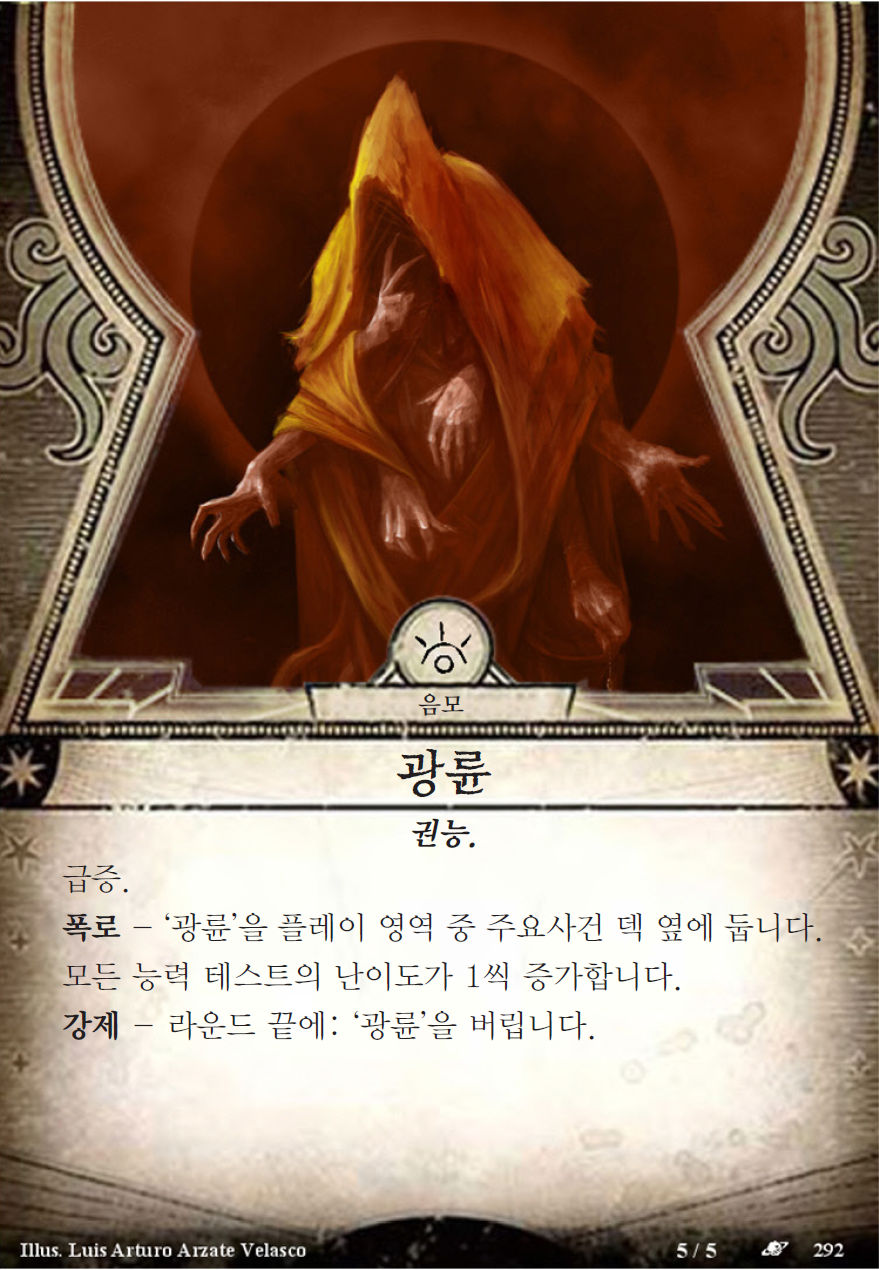 음모
광륜
권능.
급증.
폭로 – ‘광륜’을 플레이 영역 중 주요사건 덱 옆에 둡니다.
모든 능력 테스트의 난이도가 1씩 증가합니다.
강제 – 라운드 끝에: ‘광륜’을 버립니다.
Illus. Luis Arturo Arzate Velasco 5 / 5 292